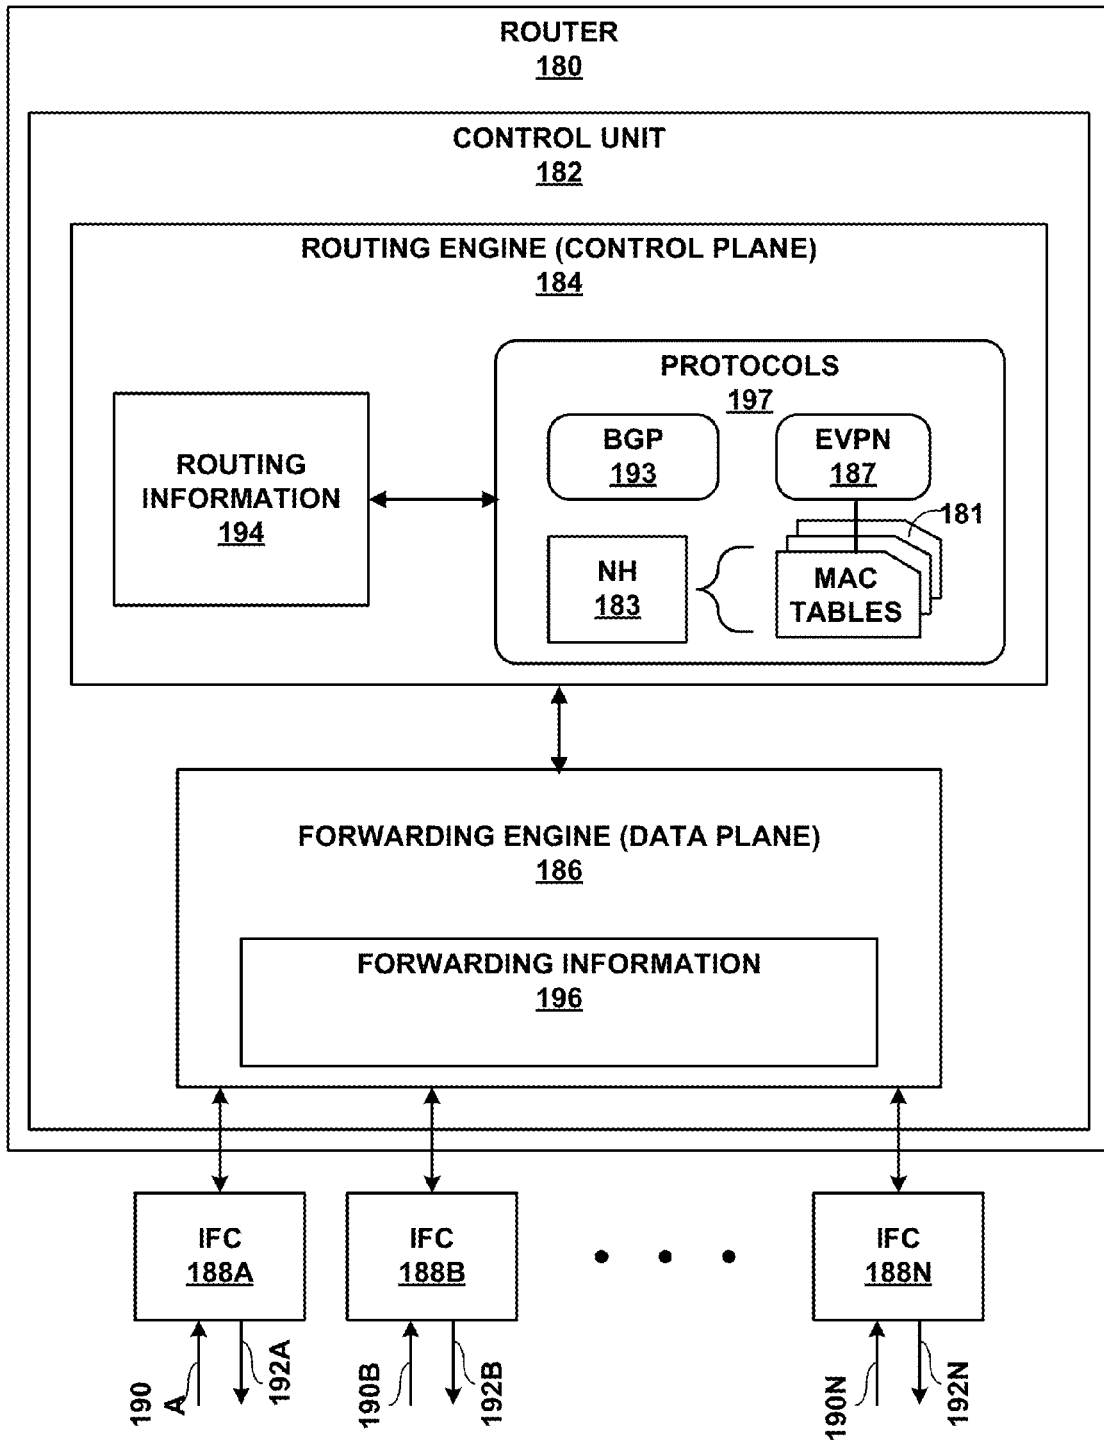 ROUTER
180
CONTROL UNIT
182
ROUTING ENGINE (CONTROL PLANE)
184
PROTOCOLS
197
ROUTING
INFORMATION
194
BGP
193
EVPN
187
181
NH
183
MAC
TABLES
FORWARDING ENGINE (DATA PLANE)
186
FORWARDING INFORMATION
196
IFC
188A
IFC
188B
IFC
188N
190
A
192A
190B
192B
190N
192N